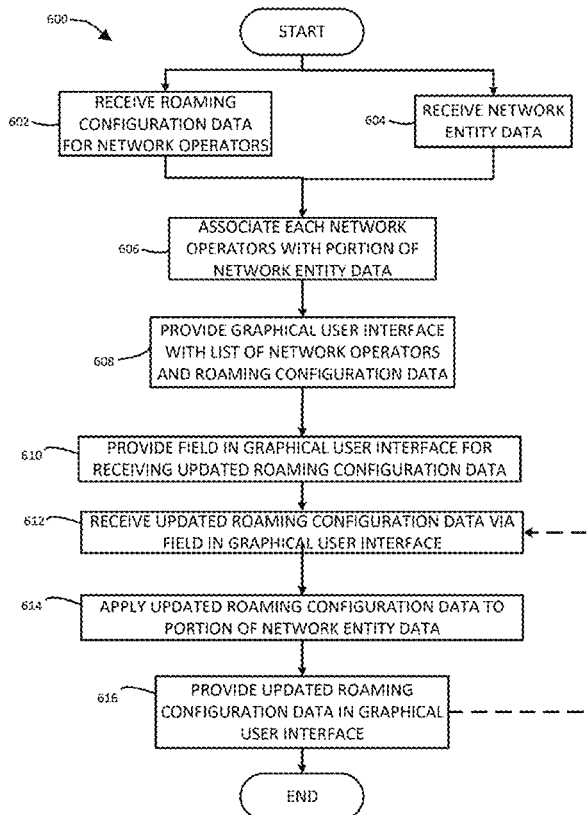 600
START
602
RECEIVE ROAMING
CONFIGURATION DATA
FOR NETWORK OPERATORS
604
RECEIVE NETWORK
ENTITY DATA
606
ASSOCIATE EACH NETWORK
OPERATORS WITH PORTION OF
NETWORK ENTITY DATA
608
PROVIDE GRAPHICAL USER INTERFACE
WITH LIST OF NETWORK OPERATORS
AND ROAMING CONFIGURATION DATA
610
PROVIDE FIELD IN GRAPHICAL USER INTERFACE FOR
RECEIVING UPDATED ROAMING CONFIGURATION DATA
612
RECEIVE UPDATED ROAMING CONFIGURATION DATA VIA
FIELD IN GRAPHICAL USER INTERFACE
614
APPLY UPDATED ROAMING CONFIGURATION DATA TO
PORTION OF NETWORK ENTITY DATA
616
PROVIDE UPDATED ROAMING
CONFIGURATION DATA IN GRAPHICAL
USER INTERFACE
END